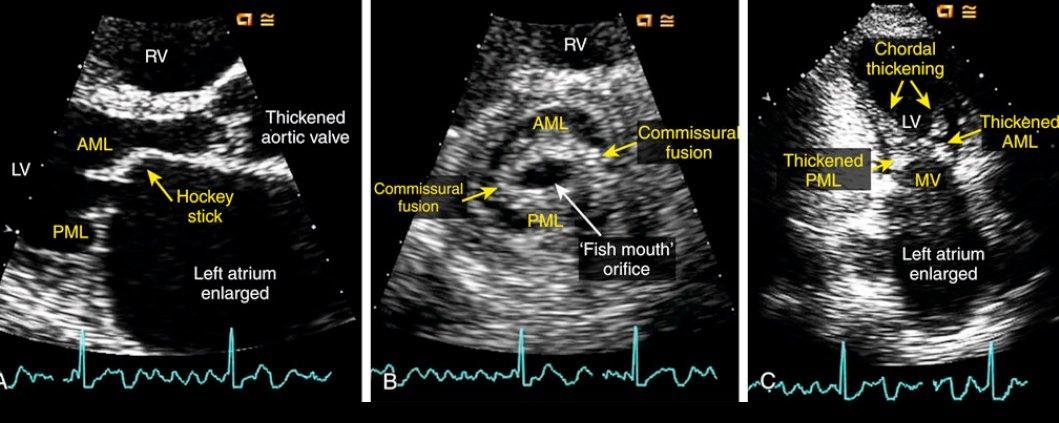 RV
Thickened
aortic valve
AML
LV
Hockey
stick
PML
Left atrium
enlarged
A
RV
AML
Commissural
fusion
Commissural
fusion
PML
'Fish mouth'
orifice
B
Chordal
thickening
LV
Thickened
AML
Thickened
PML
MV
Left atrium
enlarged
C